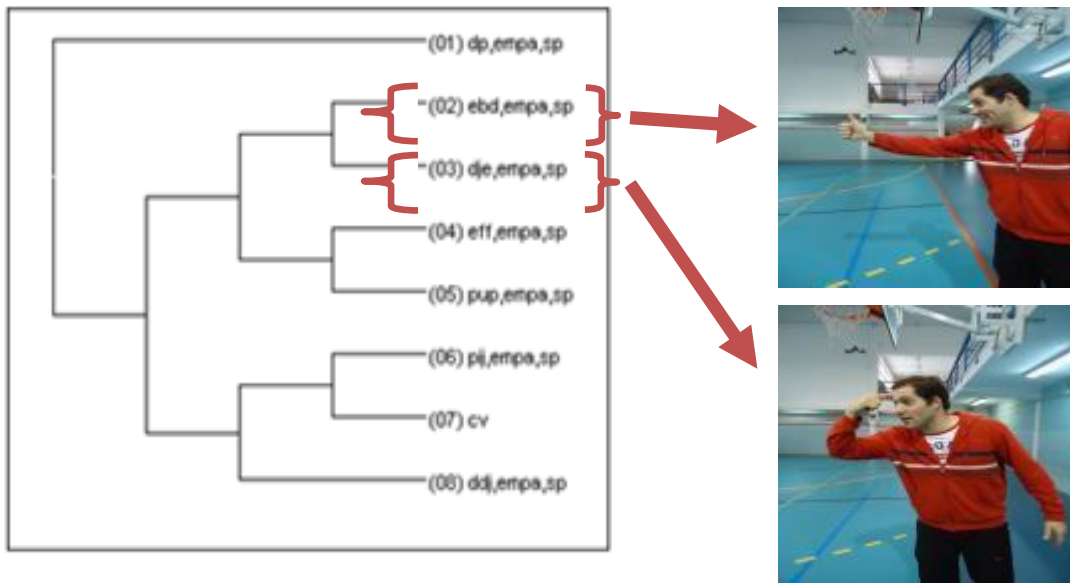 (01) dp,empa,sp
(02) ebd,empa,sp
(03) dje,empa,sp
(04) eff,empa,sp
(05) pup,empa,sp
(06) pij,empa,sp
(07) cv
(08) ddj,empa,sp